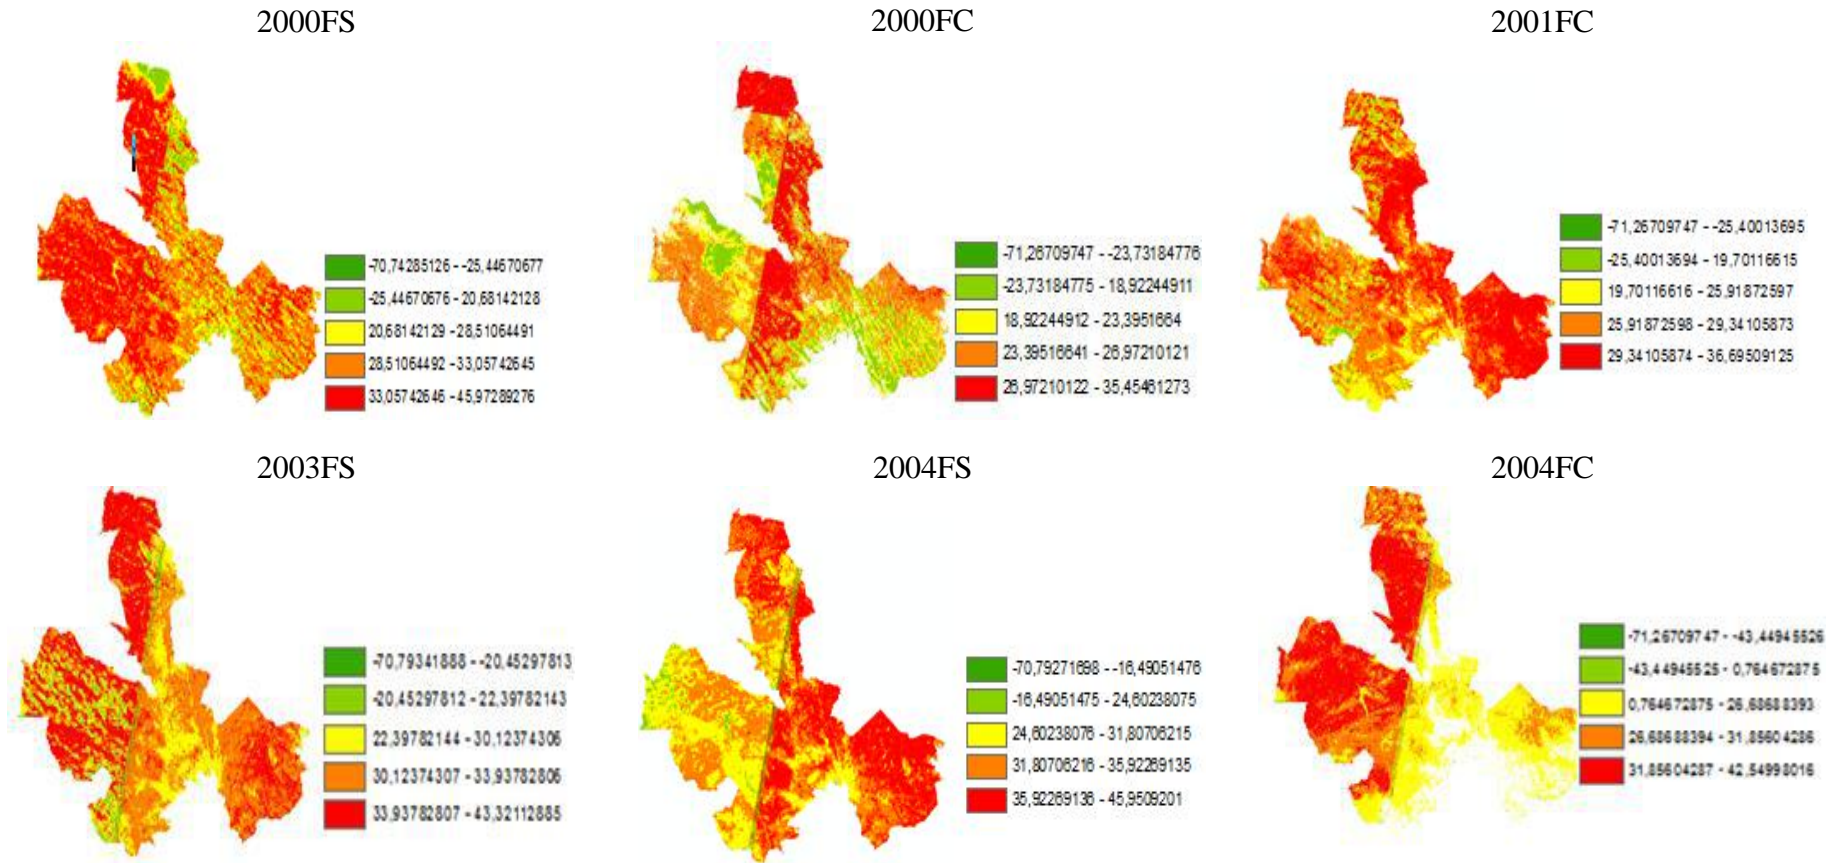 2000FS
2000FC
2001FC
-70,74285126 - -25,44670677
-25,44670676 - 20,68142128
20,68142129 - 28,51064491
28,51064492 - 33,05742645
33,05742646 - 45,97289276
-71,26709747 - -23,73184776
-23,73184775 - 18,92244911
18,92244912 - 23,3951664
23,39516641 - 26,97210121
26,97210122 - 35,45461273
-71,26709747 - -25,40013695
-25,40013694 - 19,70116615
19,70116616 - 25,91872597
25,91872598 - 29,34105873
29,34105874 - 36,69509125
2003FS
2004FS
2004FC
-70,79341888 - -20,45297813
-20,45297812 - 22,39782143
22,39782144 - 30,12374306
30,12374307 - 33,93782806
33,93782807 - 43,32112885
-70,79271698 - -16,49051476
-16,49051475 - 24,60238075
24,60238076 - 31,80706215
31,80706216 - 35,92269135
35,92269136 - 45,9509201
-71,26709747 - -43,44945526
-43,44945525 - 0,764672875
0,764672875 - 26,68688393
26,68688394 - 31,85604286
31,85604287 - 42,54998016